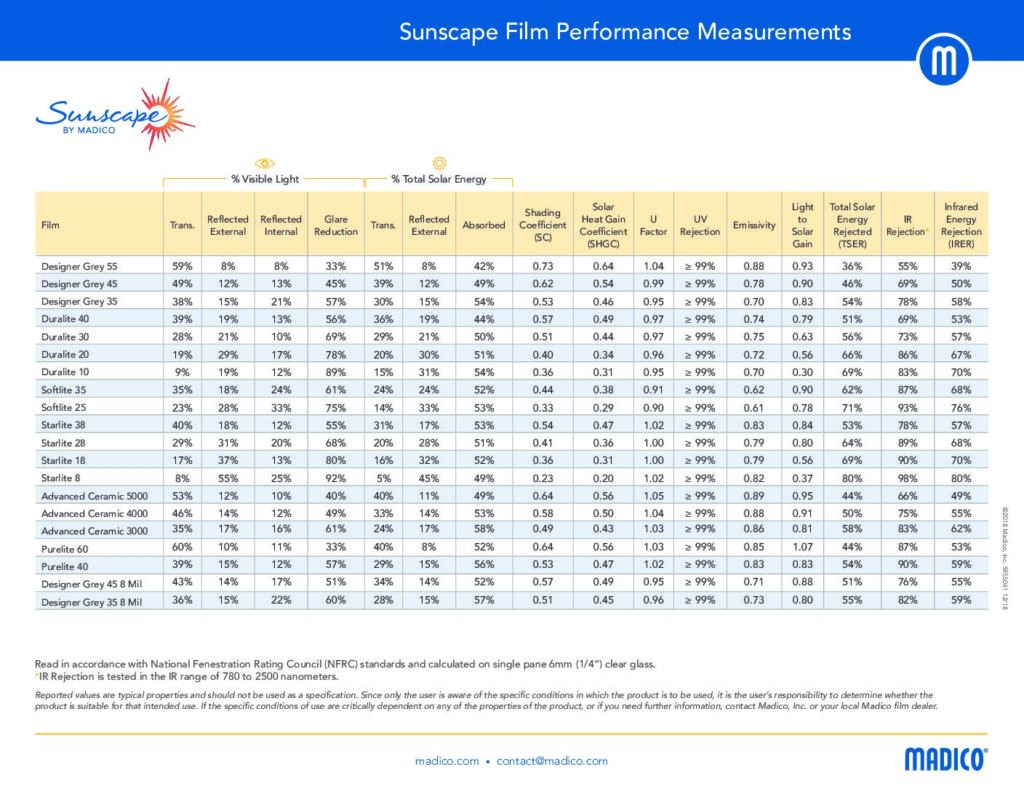 Sunscape Film Performance Measurements
m
Sunscape
BY MADICO
% Visible Light % Total Solar Energy
Film Trans. Reflected External Reflected Internal Glare Reduction Trans. Reflected External Absorbed Shading Coefficient (SC) Solar Heat Gain Coefficient (SHGC) U Factor UV Rejection Emissivity Light to Solar Gain Total Solar Energy Rejected (TSER) IR Rejection* Infrared Energy Rejection (IRER)
Designer Grey 55 59% 8% 8% 33% 51% 8% 42% 0.73 0.64 1.04 ≥ 99% 0.88 0.93 36% 55% 39%
Designer Grey 45 49% 12% 13% 45% 39% 12% 49% 0.62 0.54 0.99 ≥ 99% 0.78 0.90 46% 69% 50%
Designer Grey 35 38% 15% 21% 57% 30% 15% 54% 0.53 0.46 0.95 ≥ 99% 0.70 0.83 54% 78% 58%
Duralite 40 39% 19% 13% 56% 36% 19% 44% 0.57 0.49 0.97 ≥ 99% 0.74 0.79 51% 69% 53%
Duralite 30 28% 21% 10% 69% 29% 21% 50% 0.51 0.44 0.97 ≥ 99% 0.75 0.63 56% 73% 57%
Duralite 20 19% 29% 17% 78% 20% 30% 51% 0.40 0.34 0.96 ≥ 99% 0.72 0.56 66% 86% 67%
Duralite 10 9% 19% 12% 89% 15% 31% 54% 0.36 0.31 0.95 ≥ 99% 0.70 0.30 69% 83% 70%
Softlite 35 35% 18% 24% 61% 24% 24% 52% 0.44 0.38 0.91 ≥ 99% 0.62 0.90 62% 87% 68%
Softlite 25 23% 28% 33% 75% 14% 33% 53% 0.33 0.29 0.90 ≥ 99% 0.61 0.78 71% 93% 76%
Starlite 38 40% 18% 12% 55% 31% 17% 53% 0.54 0.47 1.02 ≥ 99% 0.83 0.84 53% 78% 57%
Starlite 28 29% 31% 20% 68% 20% 28% 51% 0.41 0.36 1.00 ≥ 99% 0.79 0.80 64% 89% 68%
Starlite 18 17% 37% 13% 80% 16% 32% 52% 0.36 0.31 1.00 ≥ 99% 0.79 0.56 69% 90% 70%
Starlite 8 8% 55% 25% 92% 5% 45% 49% 0.23 0.20 1.02 ≥ 99% 0.82 0.37 80% 98% 80%
Advanced Ceramic 5000 53% 12% 10% 40% 40% 11% 49% 0.64 0.56 1.05 ≥ 99% 0.89 0.95 44% 66% 49%
Advanced Ceramic 4000 46% 14% 12% 49% 33% 14% 53% 0.58 0.50 1.04 ≥ 99% 0.88 0.91 50% 75% 55%
Advanced Ceramic 3000 35% 17% 16% 61% 24% 17% 58% 0.49 0.43 1.03 ≥ 99% 0.86 0.81 58% 83% 62%
Purelite 60 60% 10% 11% 33% 40% 8% 52% 0.64 0.56 1.03 ≥ 99% 0.85 1.07 44% 87% 53%
Purelite 40 39% 15% 12% 57% 29% 15% 56% 0.53 0.47 1.02 ≥ 99% 0.83 0.83 54% 90% 59%
Designer Grey 45 8 Mil 43% 14% 17% 51% 34% 14% 52% 0.57 0.49 0.95 ≥ 99% 0.71 0.88 51% 76% 55%
Designer Grey 35 8 Mil 36% 15% 22% 60% 28% 15% 57% 0.51 0.45 0.96 ≥ 99% 0.73 0.80 55% 82% 59%
©2018 Madico, Inc. 12/18
Read in accordance with National Fenestration Rating Council (NFRC) standards and calculated on single pane 6mm (1/4”) clear glass.
*IR Rejection is tested in the IR range of 780 to 2500 nanometers.
Reported values are typical properties and should not be used as a specification. Since only the user is aware of the specific conditions in which the product is to be used, it is the user's responsibility to determine whether the
product is suitable for that intended use. If the specific conditions of use are critically dependent on any of the properties of the product, or if you need further information, contact Madico, Inc. or your local Madico film dealer.
madico.com • contact@madico.com
MADICO®